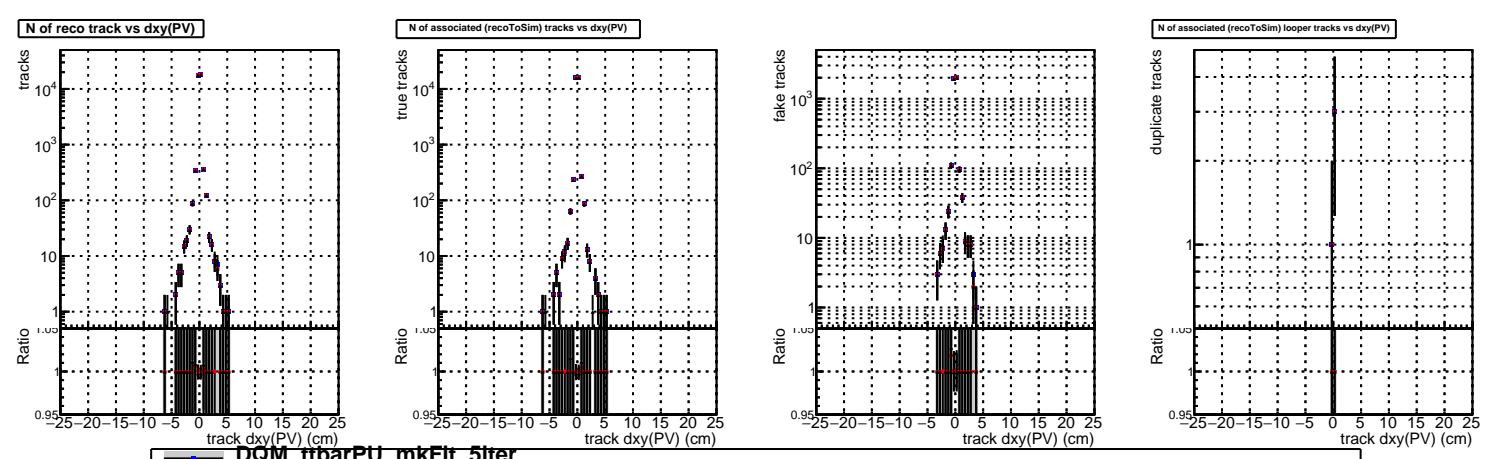 N of reco track vs dxy(PV)
tracks
10⁴
10³
10²
10
1
Ratio
1.05
1
0.95
−25 −20 −15 −10 −5 0 5 10 15 20 25
track dxy(PV) (cm)
N of associated (recoToSim) tracks vs dxy(PV)
true tracks
10⁴
10³
10²
10
1
Ratio
1.05
1
0.95
−25 −20 −15 −10 −5 0 5 10 15 20 25
track dxy(PV) (cm)
fake tracks
10³
10²
10
1
Ratio
1.05
1
0.95
−25 −20 −15 −10 −5 0 5 10 15 20 25
track dxy(PV) (cm)
N of associated (recoToSim) looper tracks vs dxy(PV)
duplicate tracks
1
Ratio
1.05
1
0.95
−25 −20 −15 −10 −5 0 5 10 15 20 25
track dxy(PV) (cm)
DQM_ttbarPU_mkFit_5iter